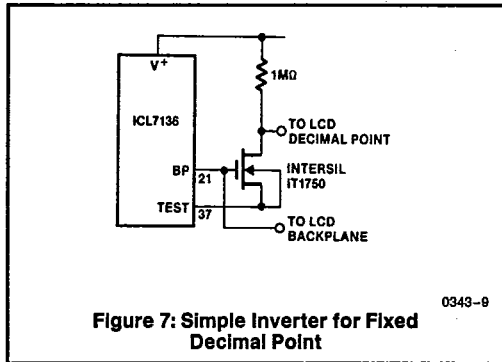 V+
1MΩ
ICL7136
TO LCD
DECIMAL POINT
BP
21
INTERSIL
IT1750
TEST
37
TO LCD
BACKPLANE
0343-9
Figure 7: Simple Inverter for Fixed
Decimal Point